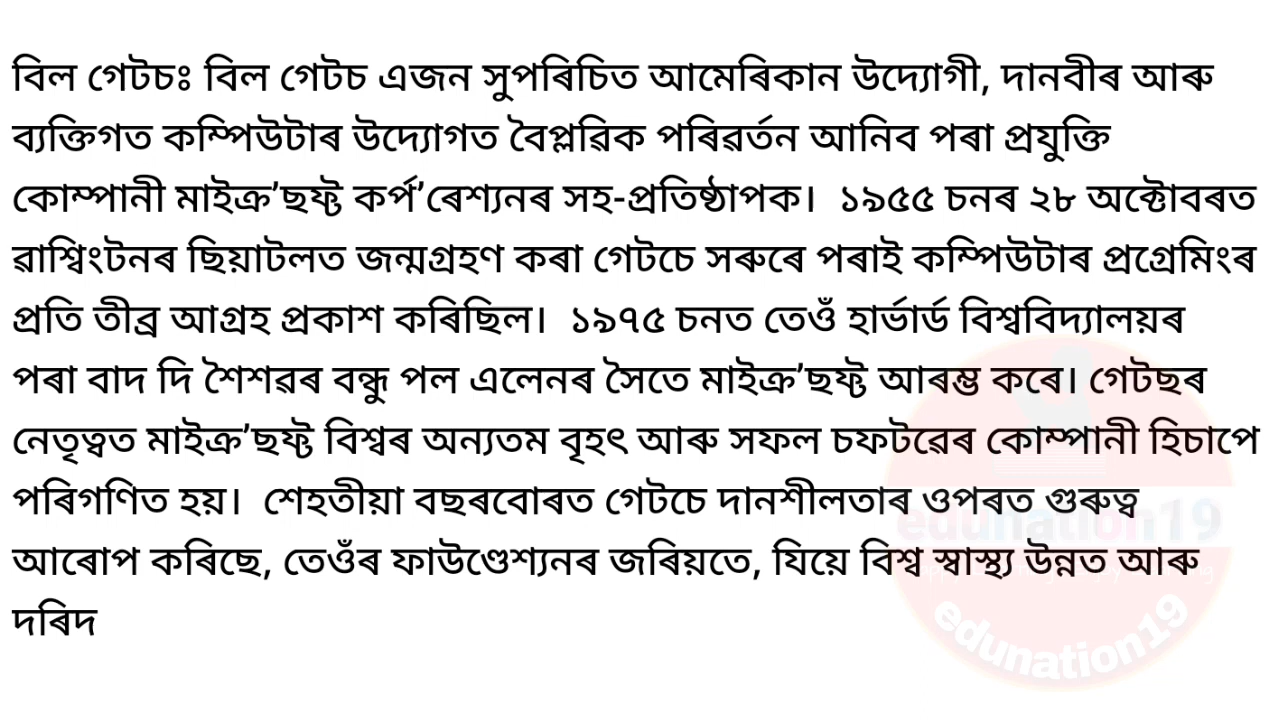 বিল গেটচঃ বিল গেটচ এজন সুপৰিচিত আমেৰিকান উদ্যোগী, দানবীৰ আৰু
ব্যক্তিগত কম্পিউটাৰ উদ্যোগত বৈপ্লৱিক পৰিৱৰ্তন আনিব পৰা প্ৰযুক্তি
কোম্পানী মাইক্ৰ’ছফ্ট কৰ্প’ৰেশ্যনৰ সহ-প্ৰতিষ্ঠাপক। ১৯৫৫ চনৰ ২৮ অক্টোবৰত
ৱাশ্বিংটনৰ ছিয়াটলত জন্মগ্ৰহণ কৰা গেটচে সৰুৰে পৰাই কম্পিউটাৰ প্ৰগ্ৰেমিংৰ
প্ৰতি তীব্ৰ আগ্ৰহ প্ৰকাশ কৰিছিল। ১৯৭৫ চনত তেওঁ হাৰ্ভাৰ্ড বিশ্ববিদ্যালয়ৰ
পৰা বাদ দি শৈশৱৰ বন্ধু পল এলেনৰ সৈতে মাইক্ৰ’ছফ্ট আৰম্ভ কৰে। গেটছৰ
নেতৃত্বত মাইক্ৰ’ছফ্ট বিশ্বৰ অন্যতম বৃহৎ আৰু সফল চফটৱেৰ কোম্পানী হিচাপে
পৰিগণিত হয়। শেহতীয়া বছৰবোৰত গেটচে দানশীলতাৰ ওপৰত গুৰুত্ব
আৰোপ কৰিছে, তেওঁৰ ফাউণ্ডেশ্যনৰ জৰিয়তে, যিয়ে বিশ্ব স্বাস্থ্য উন্নত আৰু
দৰিদ
edunation19
edunation19